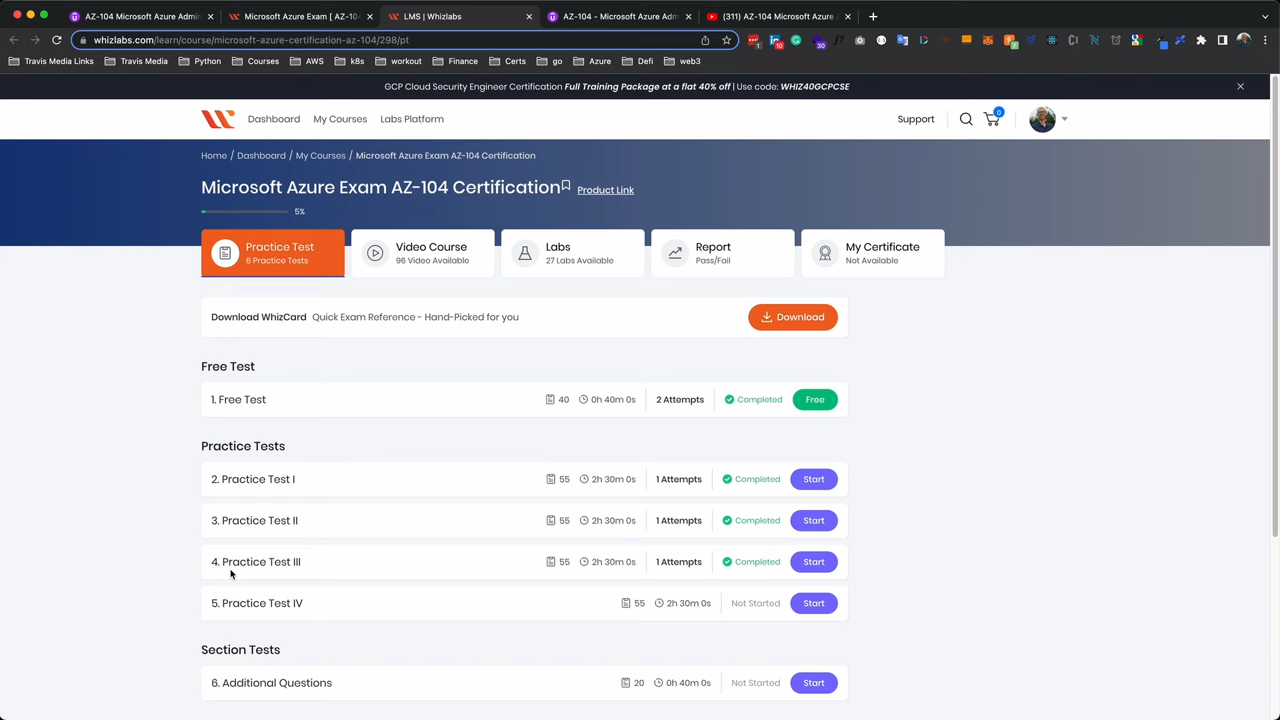 AZ-104 Microsoft Azure Admin
Microsoft Azure Exam [ AZ-104
LMS | Whizlabs
AZ-104 - Microsoft Azure Adm
(311) AZ-104 Microsoft Azure
whizlabs.com/learn/course/microsoft-azure-certification-az-104/298/pt
Travis Media Links
Travis Media
Python
Courses
AWS
k8s
workout
Finance
Certs
go
Azure
Defi
web3
GCP Cloud Security Engineer Certification Full Training Package at a flat 40% off | Use code: WHIZ40GCPCSE
Dashboard
My Courses
Labs Platform
Support
0
Home / Dashboard / My Courses / Microsoft Azure Exam AZ-104 Certification
Microsoft Azure Exam AZ-104 Certification
Product Link
5%
Practice Test
6 Practice Tests
Video Course
96 Video Available
Labs
27 Labs Available
Report
Pass/Fail
My Certificate
Not Available
Download WhizCard Quick Exam Reference - Hand-Picked for you
Download
Free Test
1. Free Test 40 0h 40m 0s 2 Attempts Completed Free
Practice Tests
2. Practice Test I 55 2h 30m 0s 1 Attempts Completed Start
3. Practice Test II 55 2h 30m 0s 1 Attempts Completed Start
4. Practice Test III 55 2h 30m 0s 1 Attempts Completed Start
5. Practice Test IV 55 2h 30m 0s Not Started Start
Section Tests
6. Additional Questions 20 0h 40m 0s Not Started Start